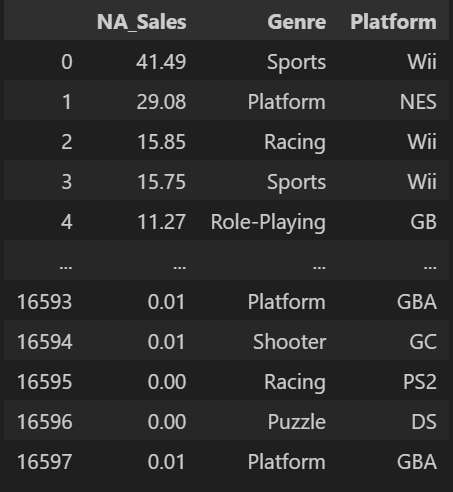 NA_Sales Genre Platform
0 41.49 Sports Wii
1 29.08 Platform NES
2 15.85 Racing Wii
3 15.75 Sports Wii
4 11.27 Role-Playing GB
... ... ... ...
16593 0.01 Platform GBA
16594 0.01 Shooter GC
16595 0.00 Racing PS2
16596 0.00 Puzzle DS
16597 0.01 Platform GBA